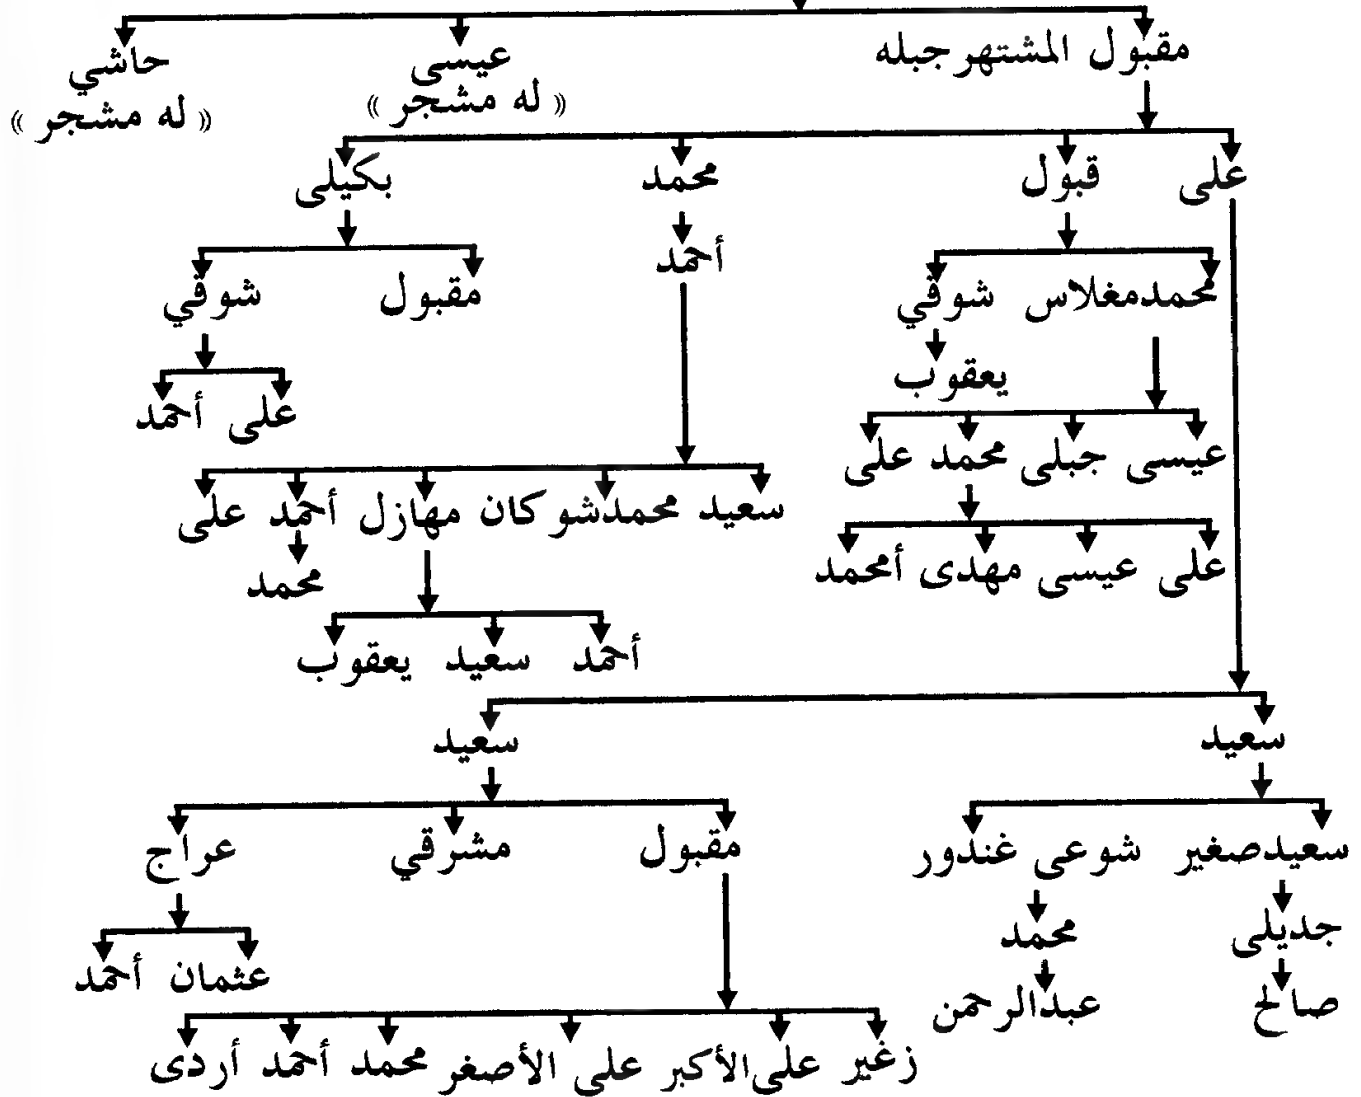 مقبول المشتهر جبله عيسى حاشي
« له مشجر » « له مشجر »
على قبول محمد بكيلى
أحمد
محمدمغلاس شوقي مقبول شوقي
يعقوب
على أحمد
عيسى جبلى محمد على
سعيد محمدشوكان مهازل أحمد على
على عيسى مهدى أمحمد
محمد
أحمد سعيد يعقوب
سعيد سعيد
سعيدصغير شوعى غندور مقبول مشرقي عراج
جديلى محمد
عثمان أحمد
صالح عبدالرحمن
زغير على الأكبر على الأصغر محمد أحمد أردى